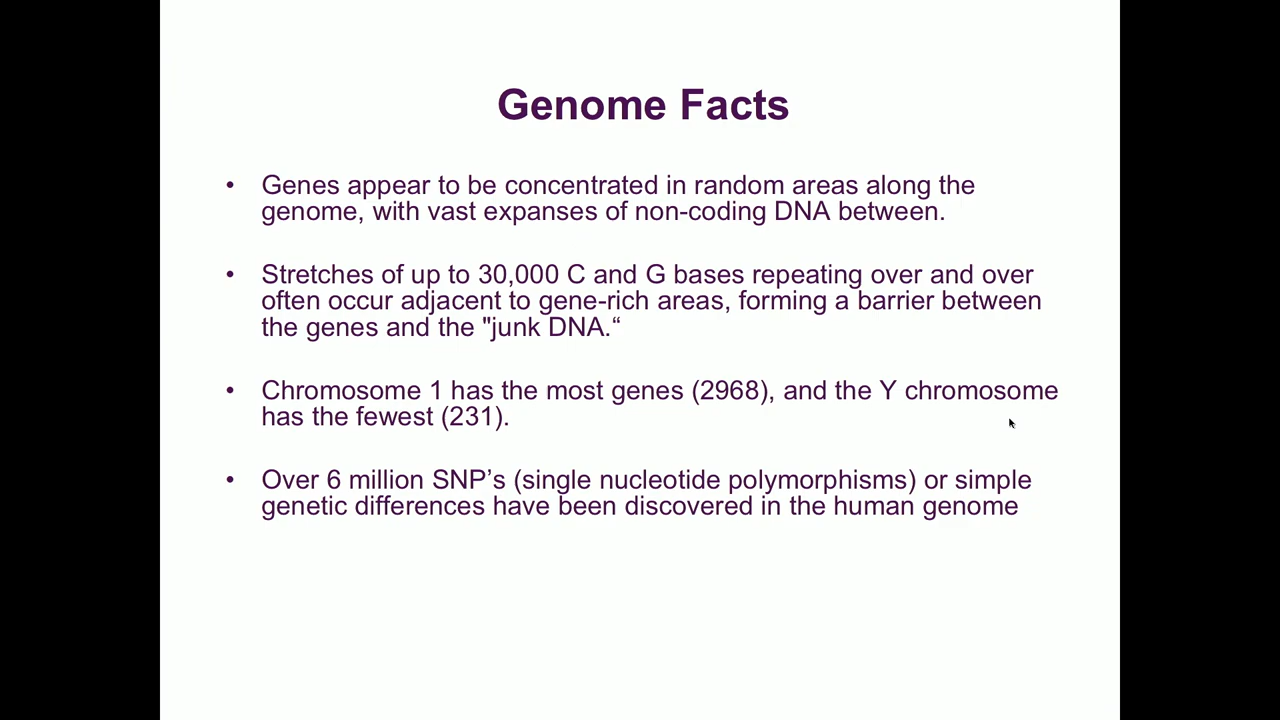 Genome Facts
• Genes appear to be concentrated in random areas along the
genome, with vast expanses of non-coding DNA between.
• Stretches of up to 30,000 C and G bases repeating over and over
often occur adjacent to gene-rich areas, forming a barrier between
the genes and the "junk DNA.“
• Chromosome 1 has the most genes (2968), and the Y chromosome
has the fewest (231).
• Over 6 million SNP’s (single nucleotide polymorphisms) or simple
genetic differences have been discovered in the human genome